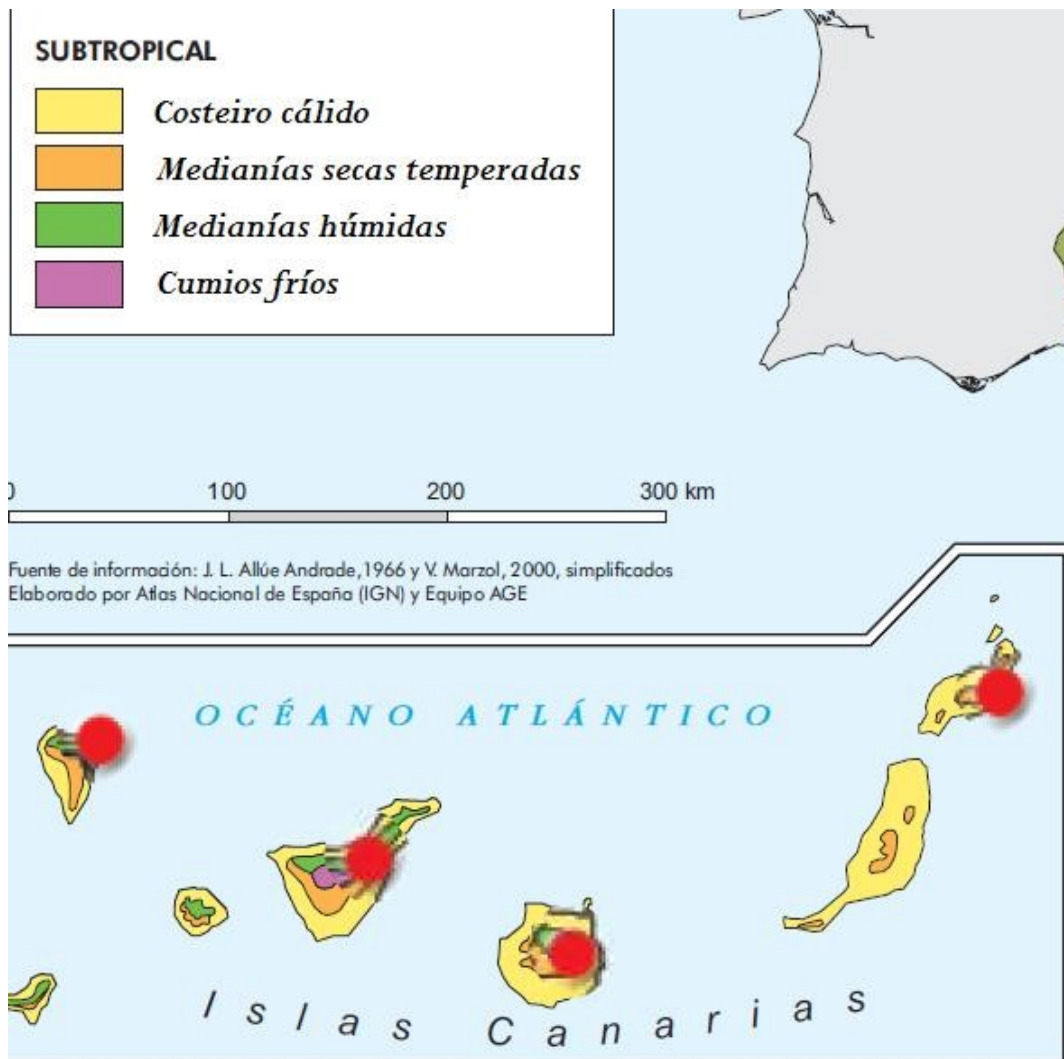 SUBTROPICAL
Costeiro cálido
Medianías secas temperadas
Medianías húmidas
Cumios fríos
0 100 200 300 km
Fuente de información: J. L. Allúe Andrade,1966 y V. Marzol, 2000, simplificados
Elaborado por Atlas Nacional de España (IGN) y Equipo AGE
OCÉANO ATLÁNTICO
Islas Canarias